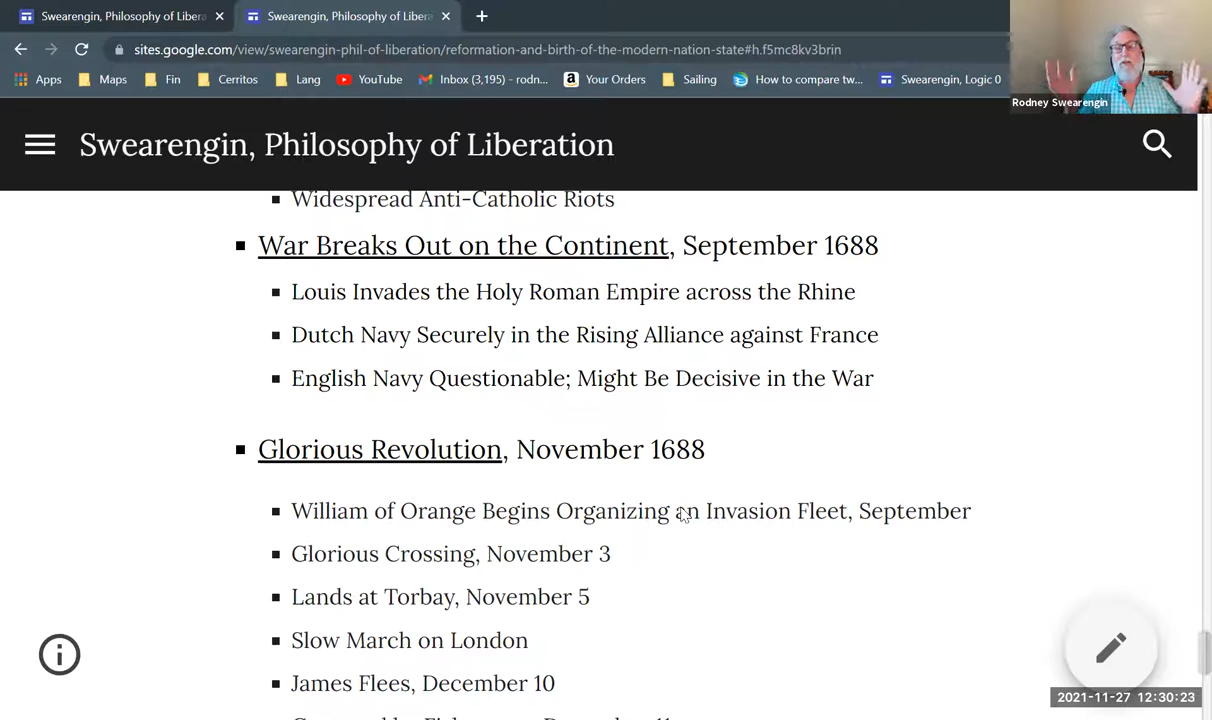 Swearengin, Philosophy of Libera
Swearengin, Philosophy of Libera
sites.google.com/view/swearengin-phil-of-liberation/reformation-and-birth-of-the-modern-nation-state#h.f5mc8kv3brin
Apps Maps Fin Cerritos Lang YouTube Inbox (3,195) - rodn... Your Orders Sailing How to compare tw... Swearengin, Logic 0
Rodney Swearengin
Swearengin, Philosophy of Liberation
Widespread Anti-Catholic Riots
War Breaks Out on the Continent, September 1688
Louis Invades the Holy Roman Empire across the Rhine
Dutch Navy Securely in the Rising Alliance against France
English Navy Questionable; Might Be Decisive in the War
Glorious Revolution, November 1688
William of Orange Begins Organizing an Invasion Fleet, September
Glorious Crossing, November 3
Lands at Torbay, November 5
Slow March on London
James Flees, December 10
2021-11-27 12:30:23